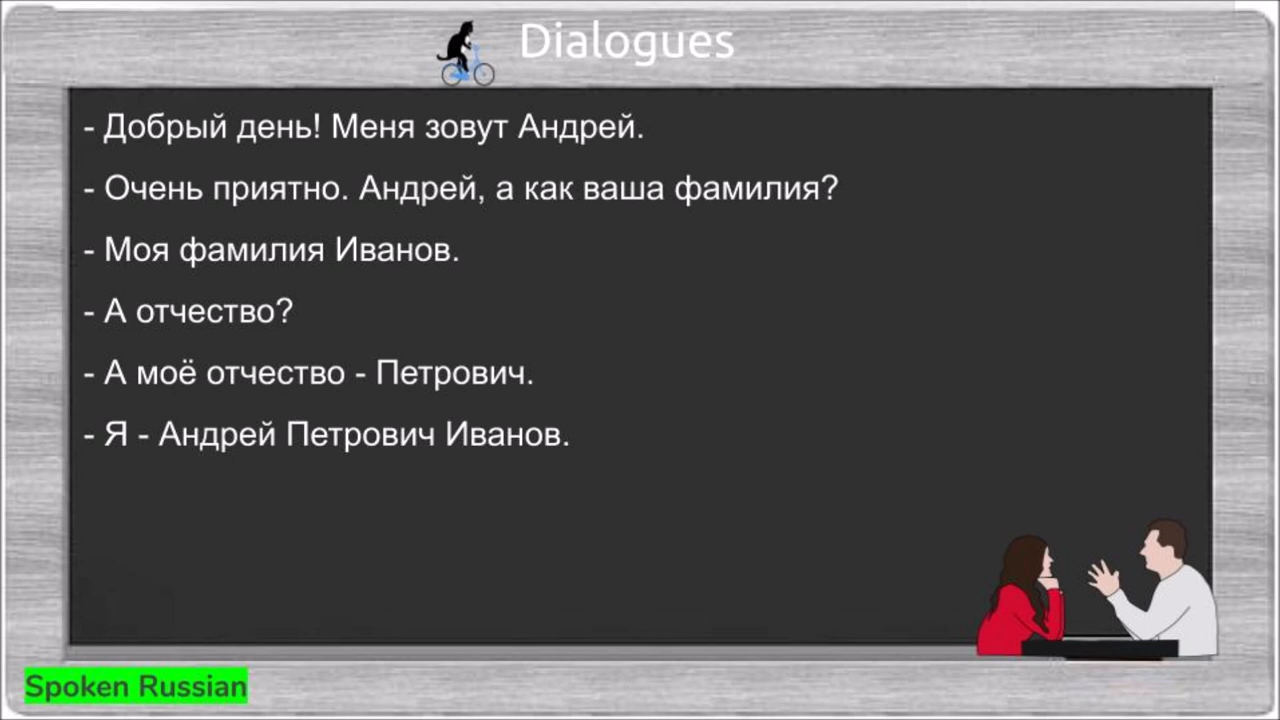 Dialogues
- Добрый день! Меня зовут Андрей.
- Очень приятно. Андрей, а как ваша фамилия?
- Моя фамилия Иванов.
- А отчество?
- А моё отчество - Петрович.
- Я - Андрей Петрович Иванов.
Spoken Russian